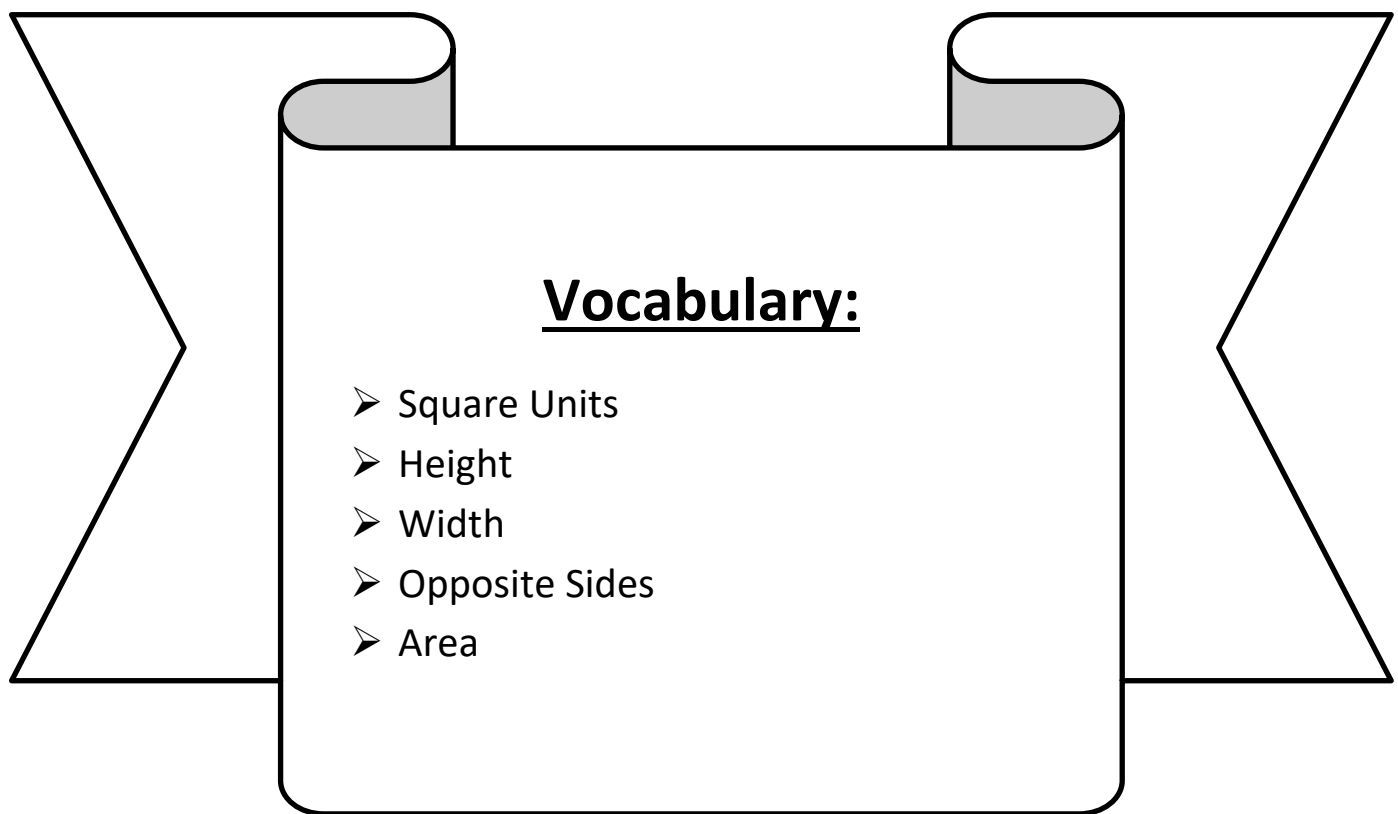 Vocabulary:
➢ Square Units
➢ Height
➢ Width
➢ Opposite Sides
➢ Area